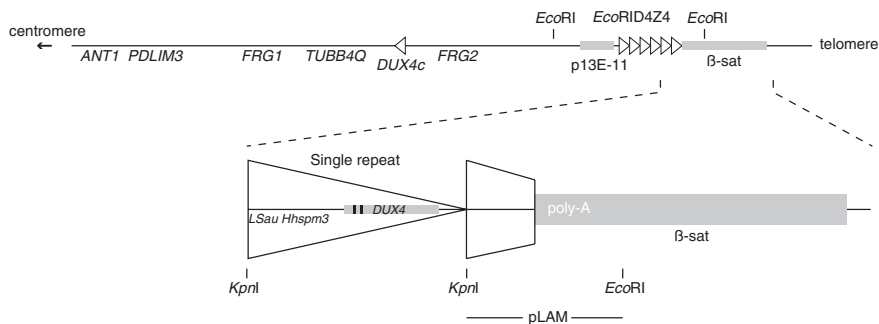 EcoRI EcoRID4Z4 EcoRI
centromere telomere
ANT1 PDLIM3 FRG1 TUBB4Q DUX4c FRG2 p13E-11 ß-sat
Single repeat
LSau Hhspm3 DUX4 poly-A
ß-sat
KpnI KpnI EcoRI
pLAM